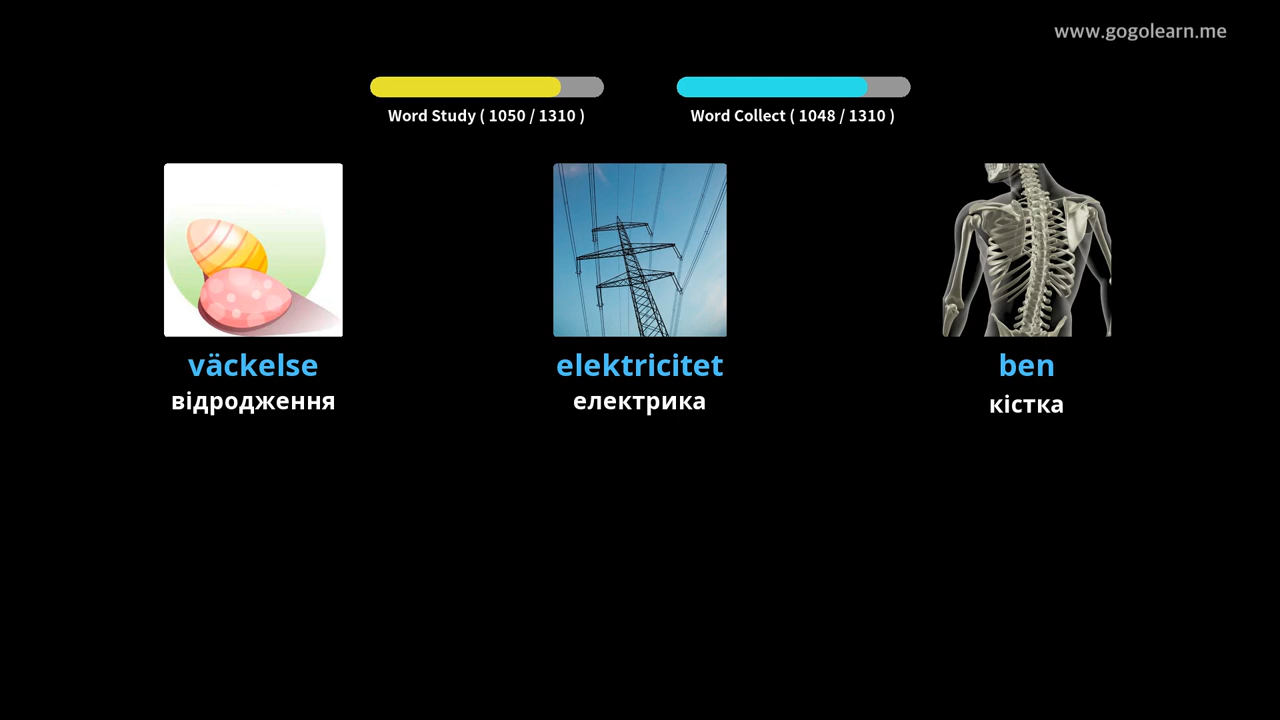 www.gogolearn.me
Word Study ( 1050 / 1310 )
Word Collect ( 1048 / 1310 )
väckelse
elektricitet
ben
відродження
електрика
кістка